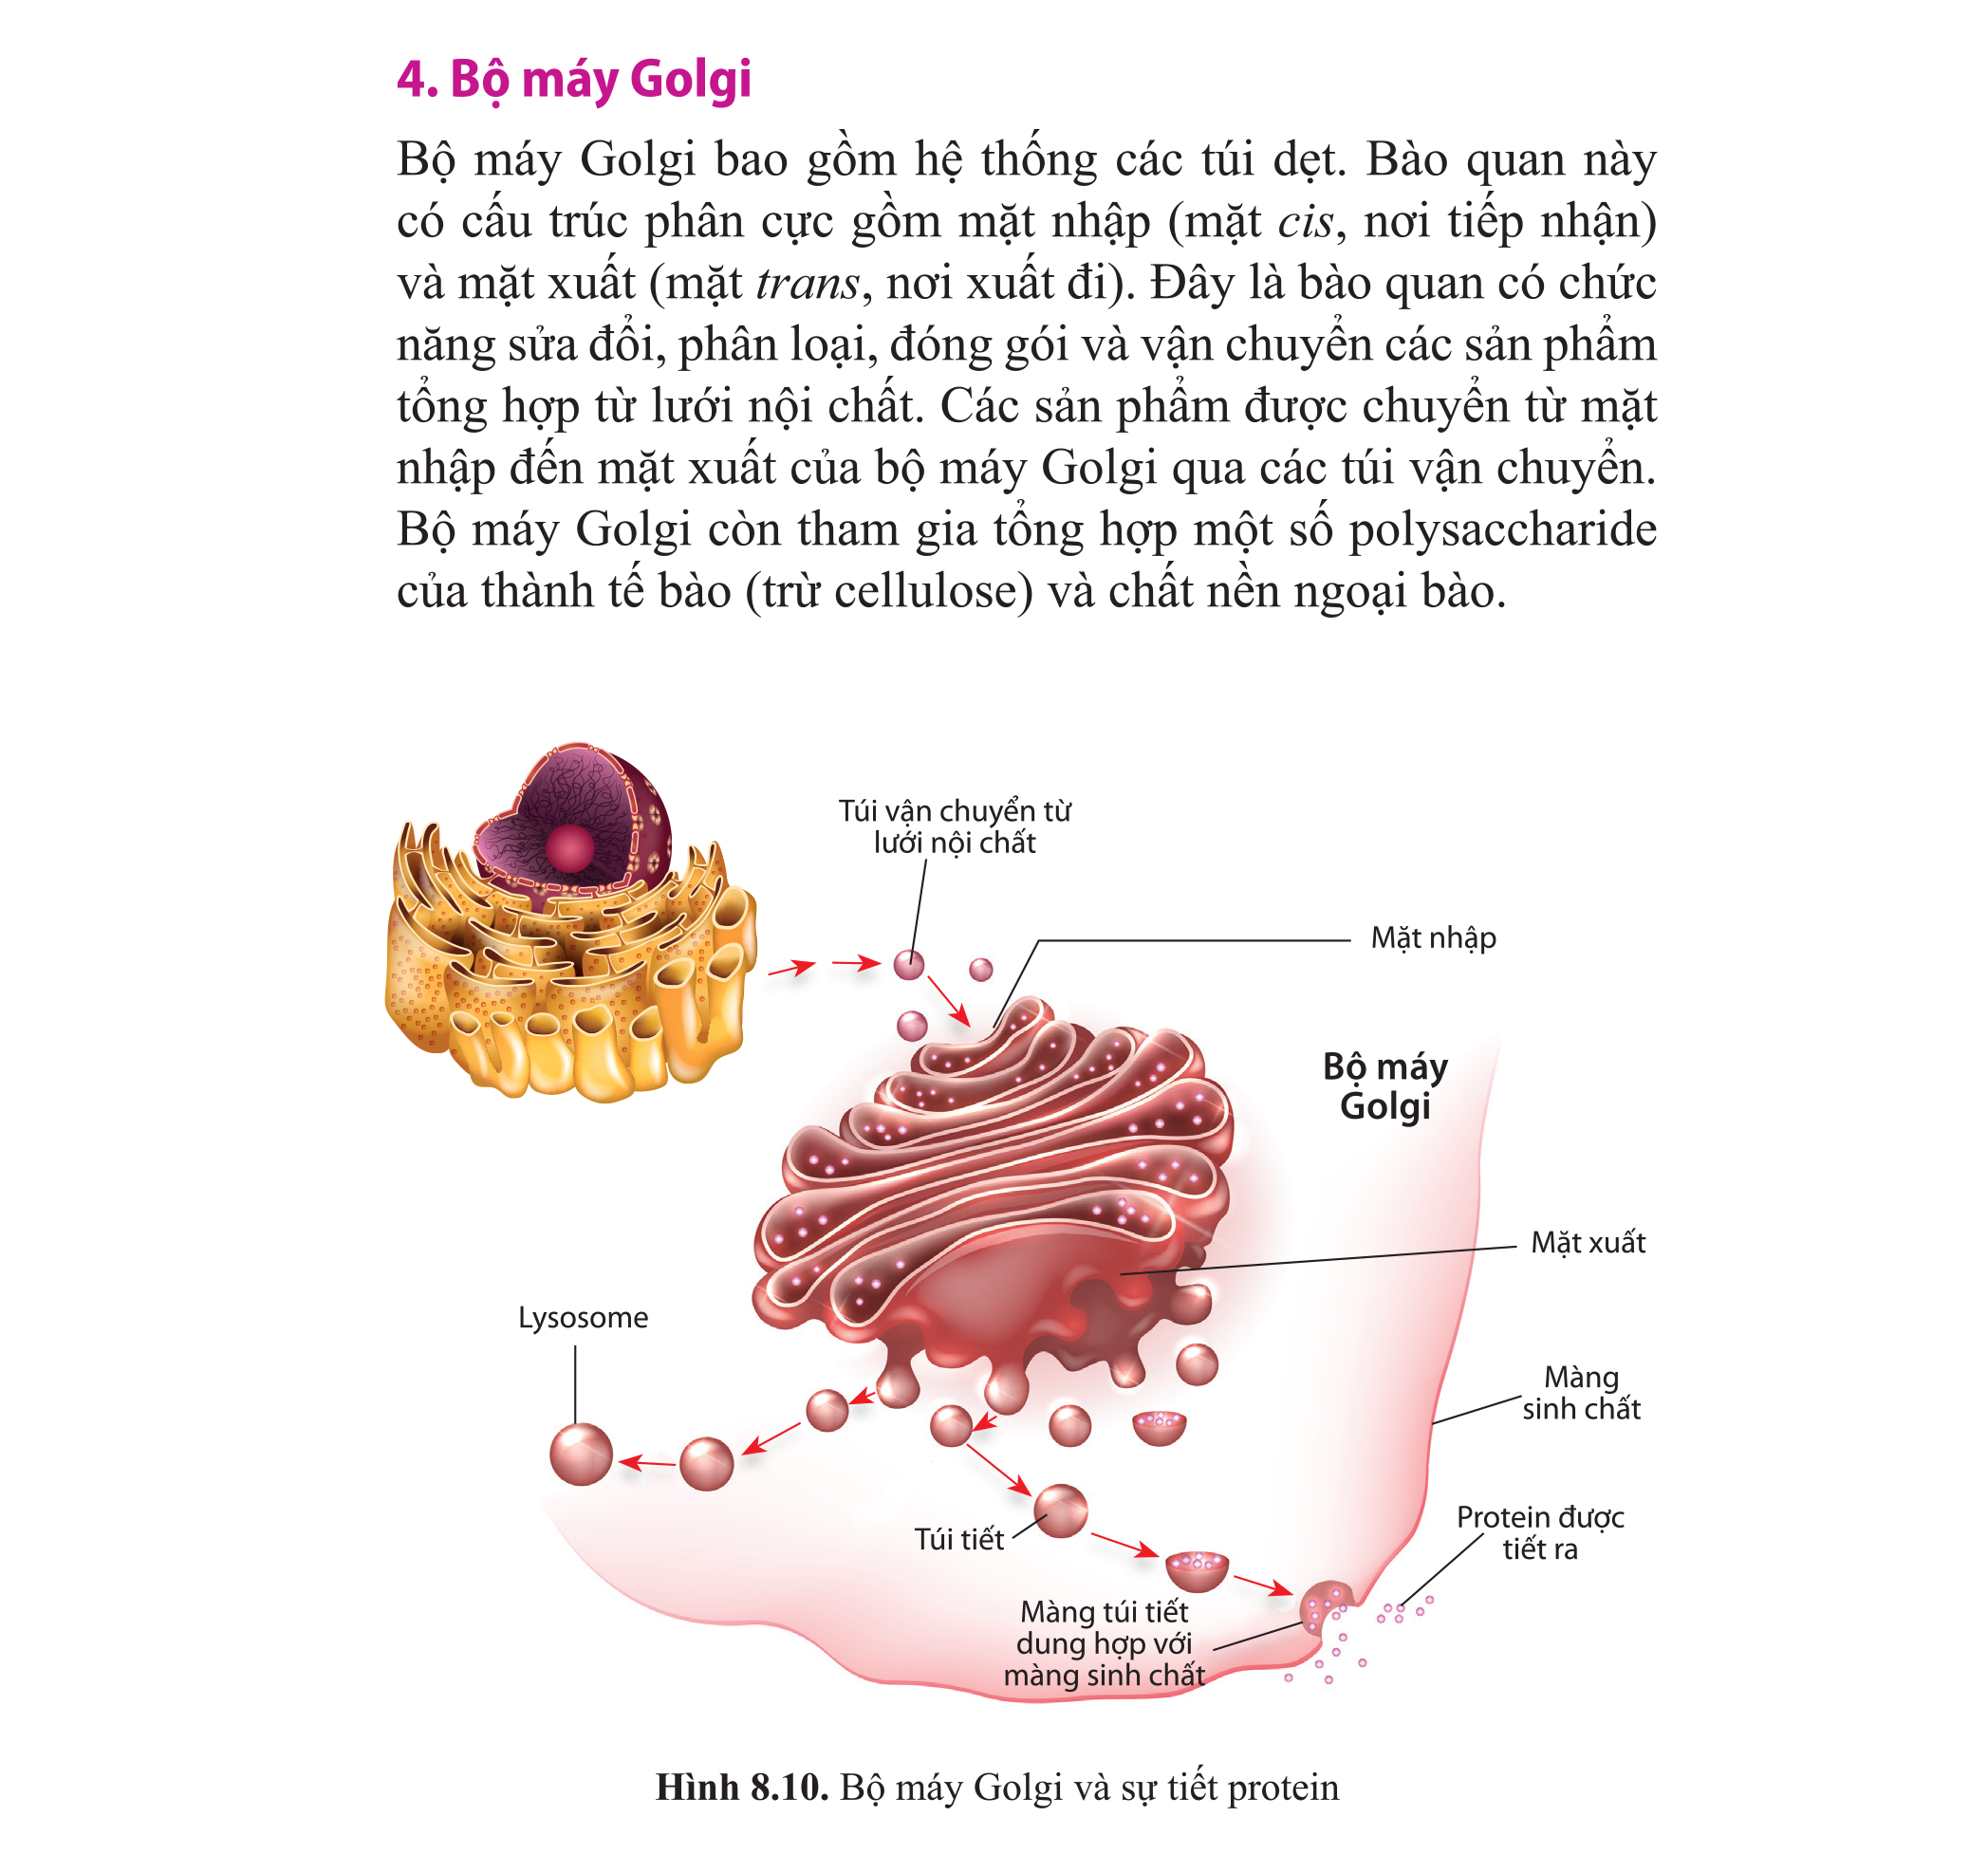 4. Bộ máy Golgi
Bộ máy Golgi bao gồm hệ thống các túi dẹt. Bào quan này
có cấu trúc phân cực gồm mặt nhập (mặt cis, nơi tiếp nhận)
và mặt xuất (mặt trans, nơi xuất đi). Đây là bào quan có chức
năng sửa đổi, phân loại, đóng gói và vận chuyển các sản phẩm
tổng hợp từ lưới nội chất. Các sản phẩm được chuyển từ mặt
nhập đến mặt xuất của bộ máy Golgi qua các túi vận chuyển.
Bộ máy Golgi còn tham gia tổng hợp một số polysaccharide
của thành tế bào (trừ cellulose) và chất nền ngoại bào.
Túi vận chuyển từ
lưới nội chất
Mặt nhập
Bộ máy
Golgi
Mặt xuất
Lysosome
Màng
sinh chất
Protein được
tiết ra
Túi tiết
Màng túi tiết
dung hợp với
màng sinh chất
Hình 8.10. Bộ máy Golgi và sự tiết protein